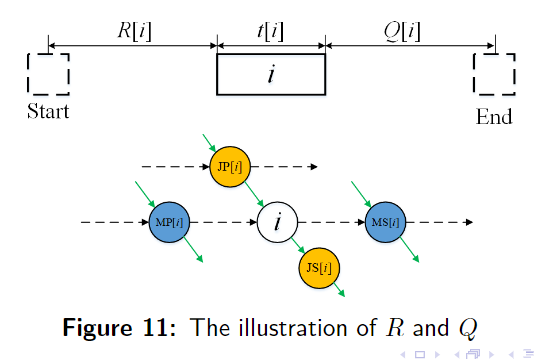 R[i] t[i] Q[i]
i
Start End
JP[i]
MP[i] i MS[i]
JS[i]
Figure 11: The illustration of R and Q